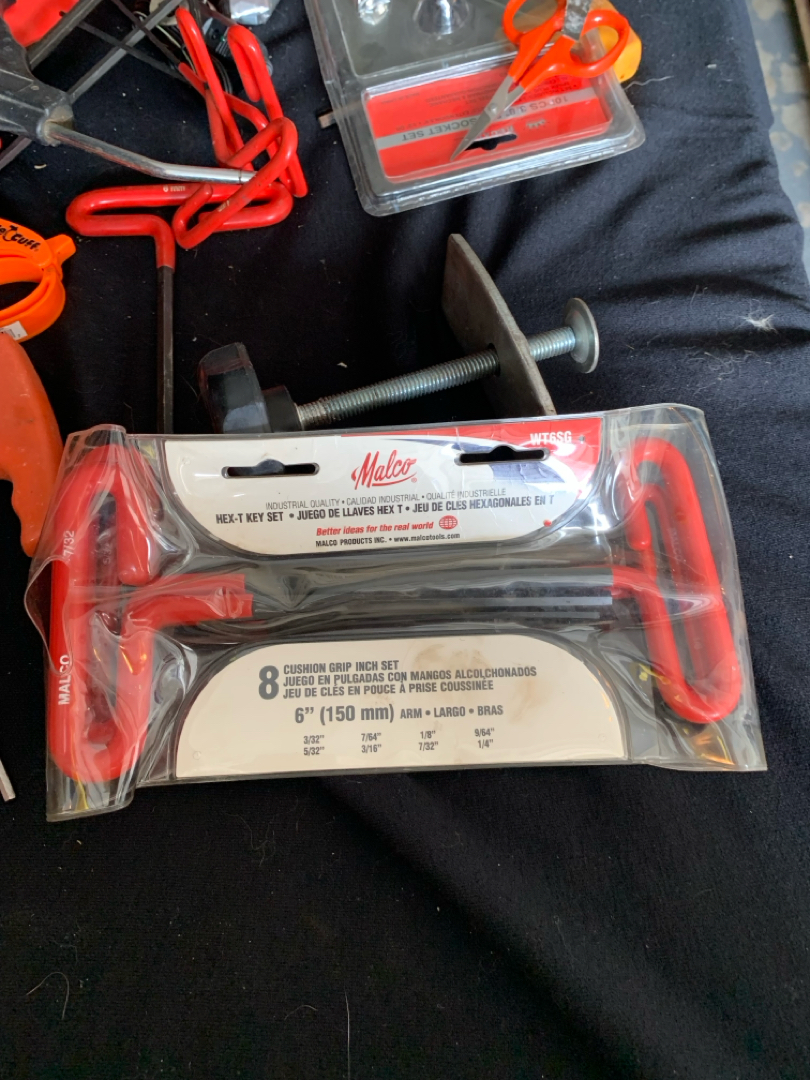 CUFF.
SOCKET SET
WT6SG
Malco
INDUSTRIAL QUALITY • CALIDAD INDUSTRIAL • QUALITÉ INDUSTRIELLE
HEX-T KEY SET • JUEGO DE LLAVES HEX T • JEU DE CLES HEXAGONALES EN T
Better ideas for the real world
MALCO PRODUCTS INC. • www.malcotools.com
7/32
MALCO
8 CUSHION GRIP INCH SET
JUEGO EN PULGADAS CON MANGOS ALCOLCHONADOS
JEU DE CLÉS EN POUCE À PRISE COUSSINÉE
6" (150 mm) ARM • LARGO • BRAS
3/32" 7/64" 1/8" 9/64"
5/32" 3/16" 7/32" 1/4"